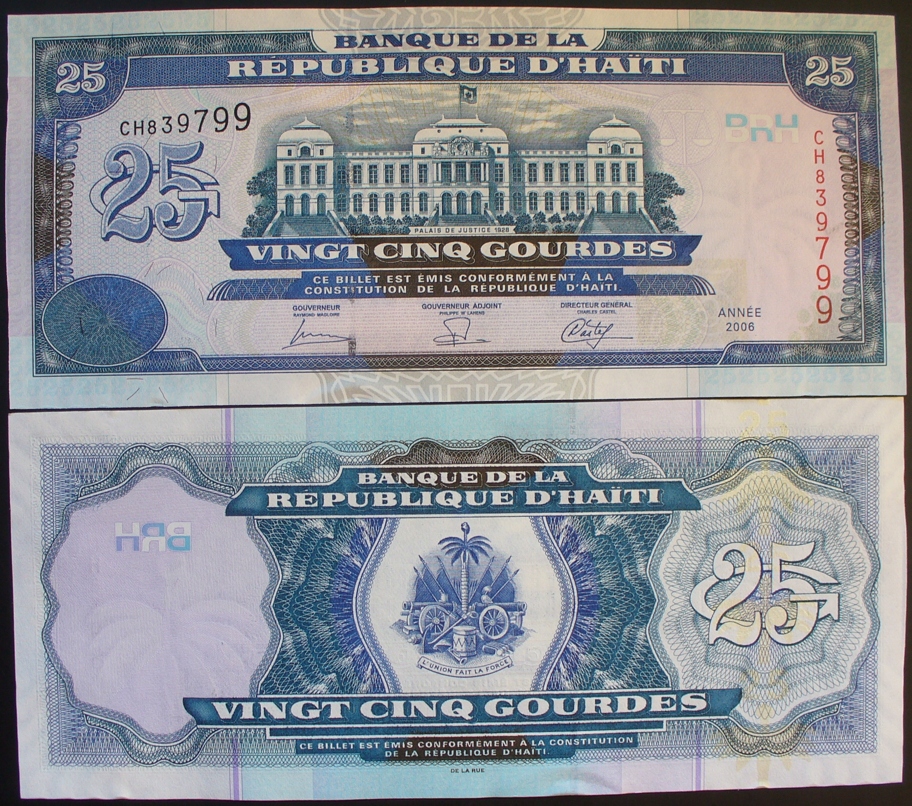 BANQUE DE LA
RÉPUBLIQUE D'HAÏTI
25
25
CH839799
25
BRH
CH839799
PALAIS DE JUSTICE 1928
VINGT CINQ GOURDES
CE BILLET EST ÉMIS CONFORMÉMENT À LA
CONSTITUTION DE LA RÉPUBLIQUE D'HAITI.
GOUVERNEUR
GOUVERNEUR ADJOINT
DIRECTEUR GÉNÉRAL
CHARLES CASTEL
ANNÉE
2006
BANQUE DE LA
RÉPUBLIQUE D'HAÏTI
25
25
L'UNION FAIT LA FORCE
VINGT CINQ GOURDES
CE BILLET EST ÉMIS CONFORMÉMENT À LA CONSTITUTION
DE LA RÉPUBLIQUE D'HAÏTI.
DE LA RUE